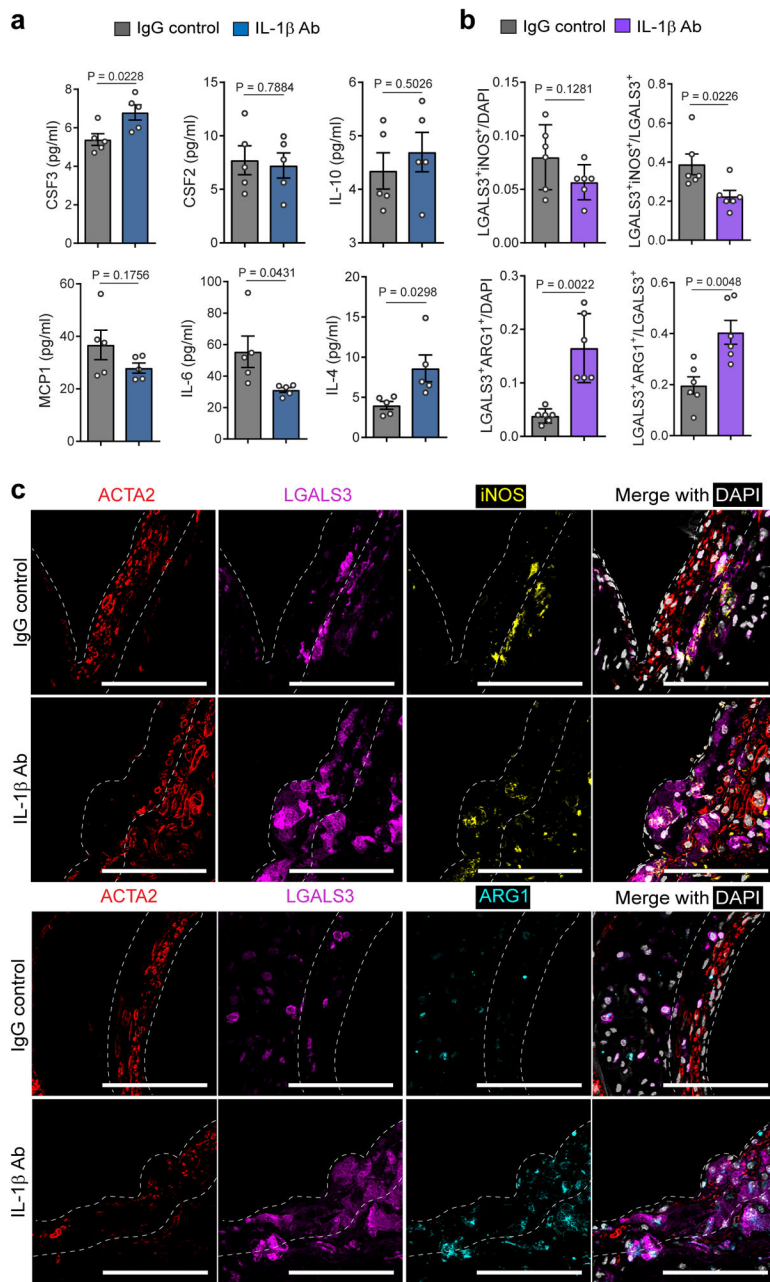 a
IgG control
IL-1β Ab
b
IgG control
IL-1β Ab
P = 0.0228
CSF3 (pg/ml)
8
6
4
2
0
P = 0.7884
CSF2 (pg/ml)
15
10
5
0
P = 0.5026
IL-10 (pg/ml)
6
5
4
3
P = 0.1281
LGALS3⁺iNOS⁺/DAPI
0.15
0.10
0.05
0.00
P = 0.0226
LGALS3⁺iNOS⁺/LGALS3⁺
0.8
0.6
0.4
0.2
0.0
P = 0.1756
MCP1 (pg/ml)
60
40
20
0
P = 0.0431
IL-6 (pg/ml)
100
80
60
40
20
0
P = 0.0298
IL-4 (pg/ml)
20
15
10
5
0
P = 0.0022
LGALS3⁺ARG1⁺/DAPI
0.3
0.2
0.1
0.0
P = 0.0048
LGALS3⁺ARG1⁺/LGALS3⁺
0.6
0.4
0.2
0.0
c
ACTA2
LGALS3
iNOS
Merge with DAPI
IgG control
IL-1β Ab
ACTA2
LGALS3
ARG1
Merge with DAPI
IgG control
IL-1β Ab